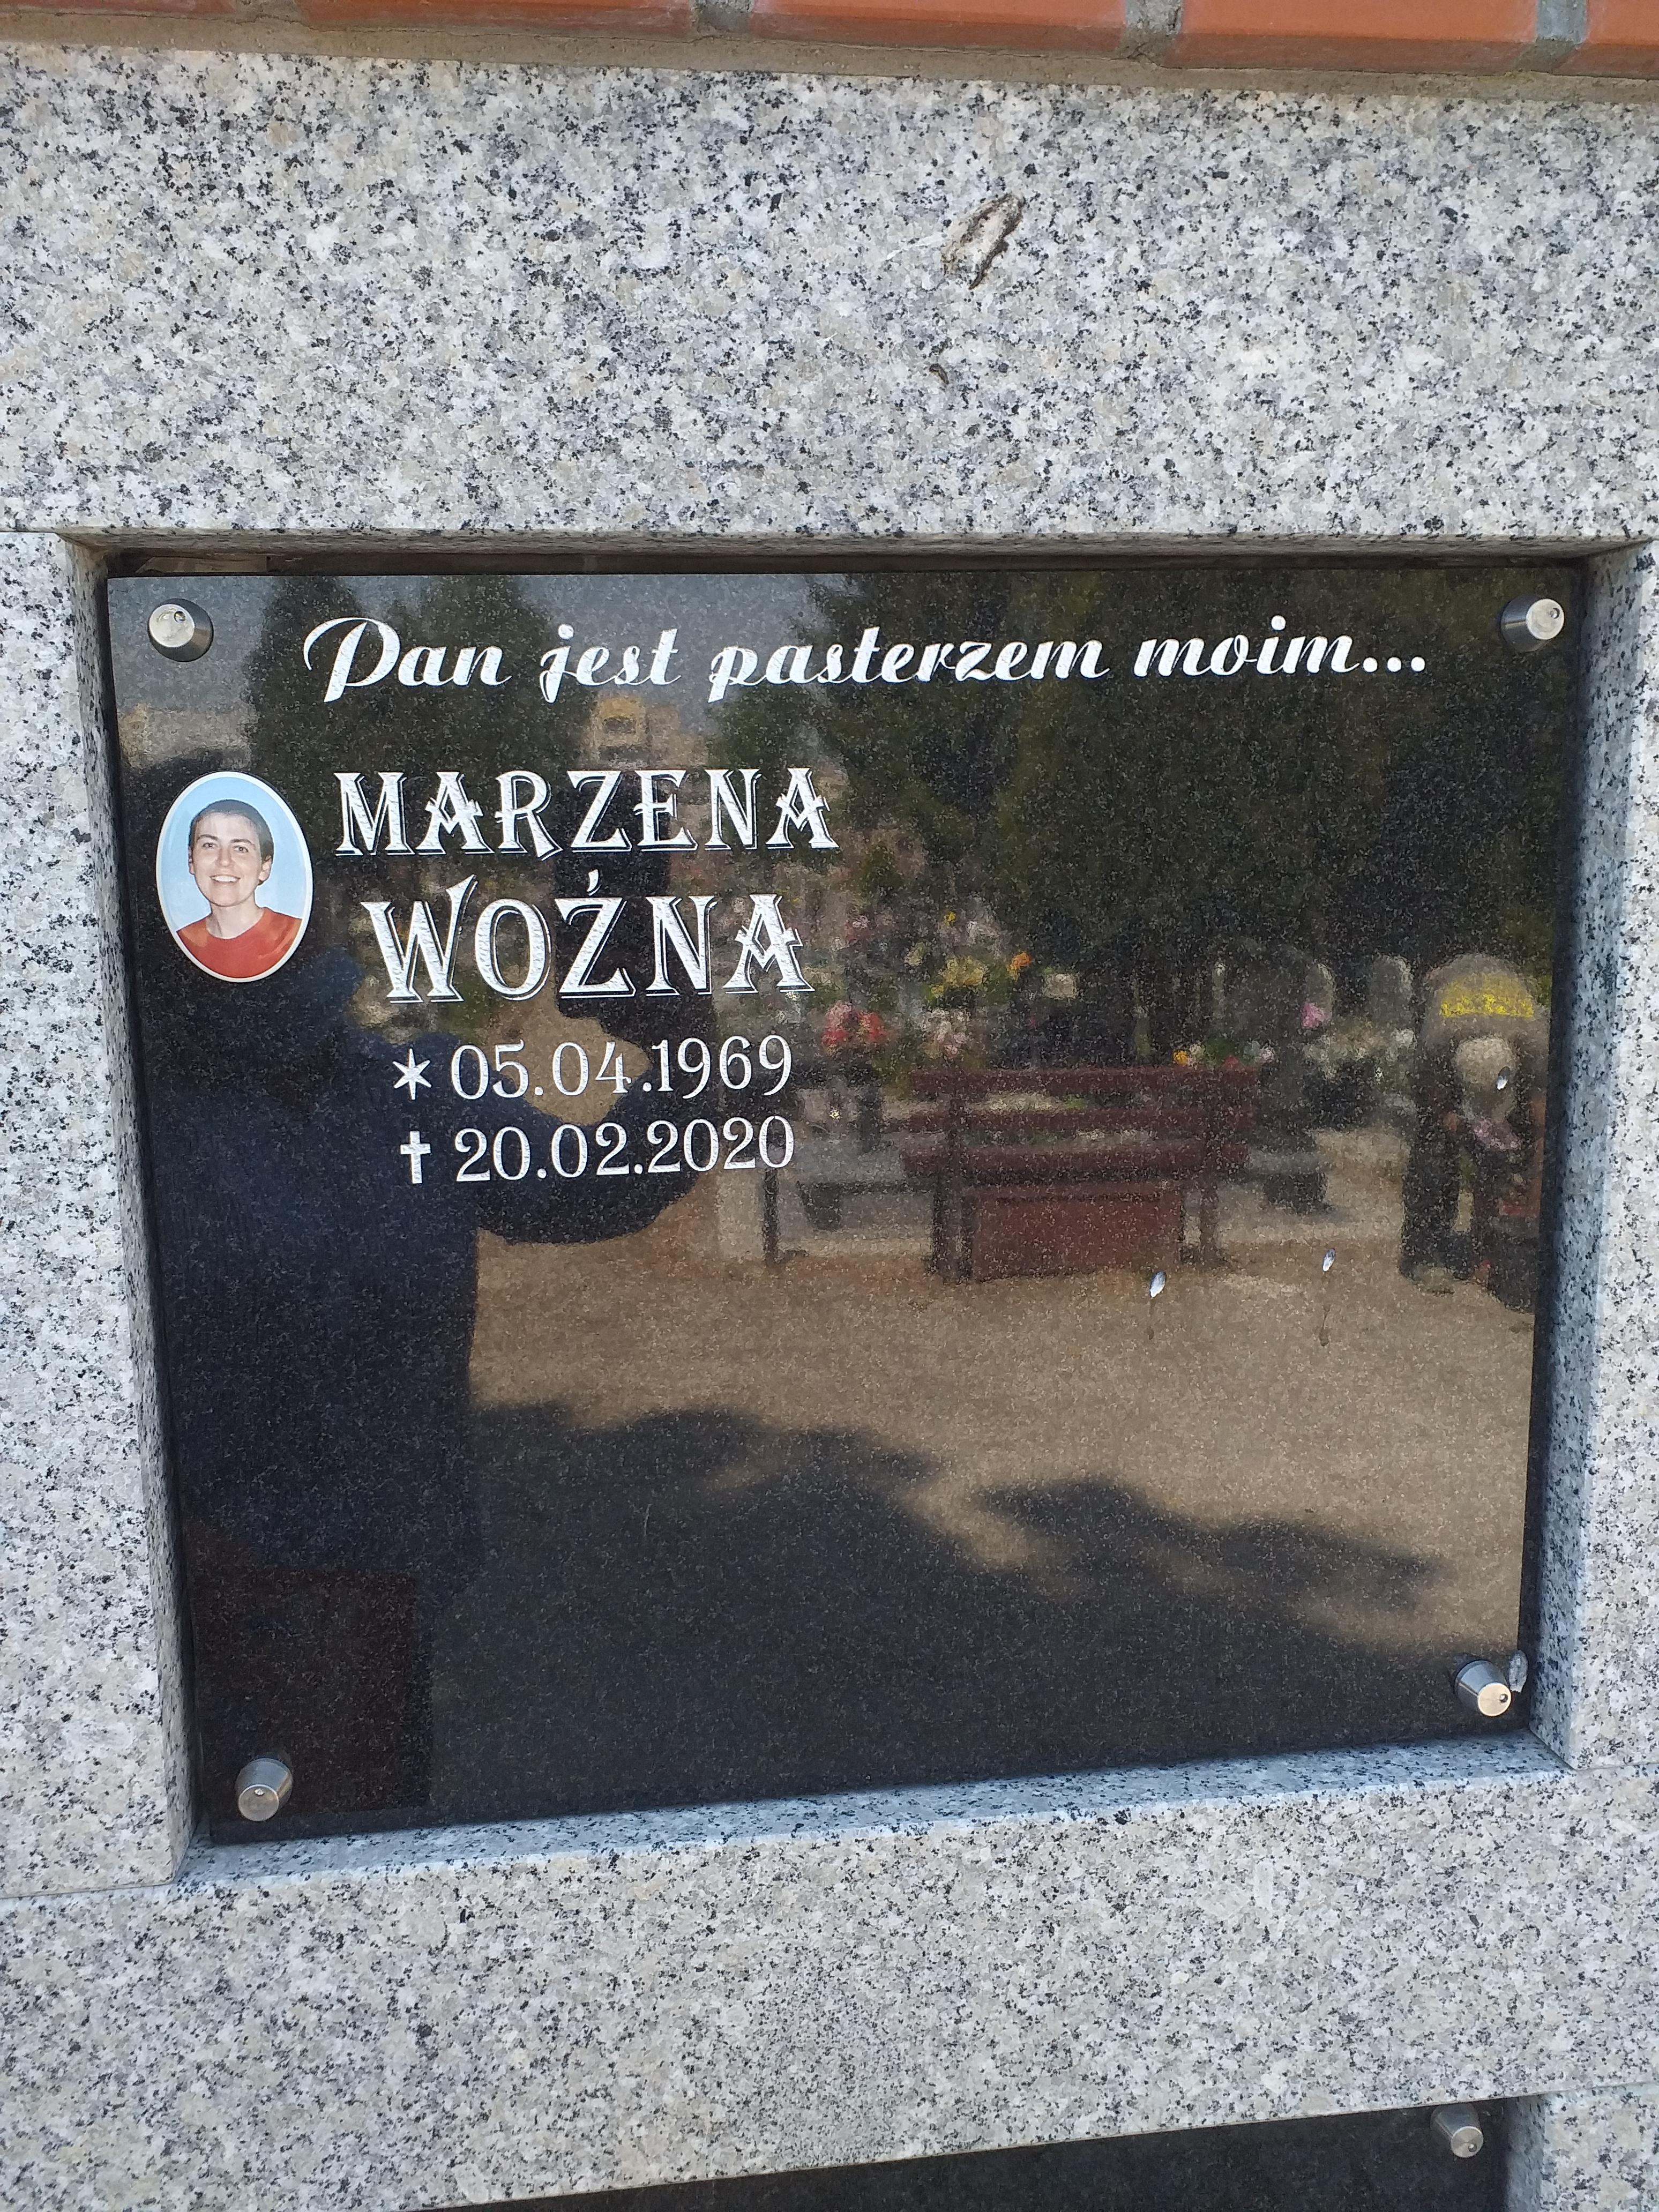 Pan jest pasterzem moim...
MARZENA
WOŹNA
✶ 05.04.1969
✝ 20.02.2020